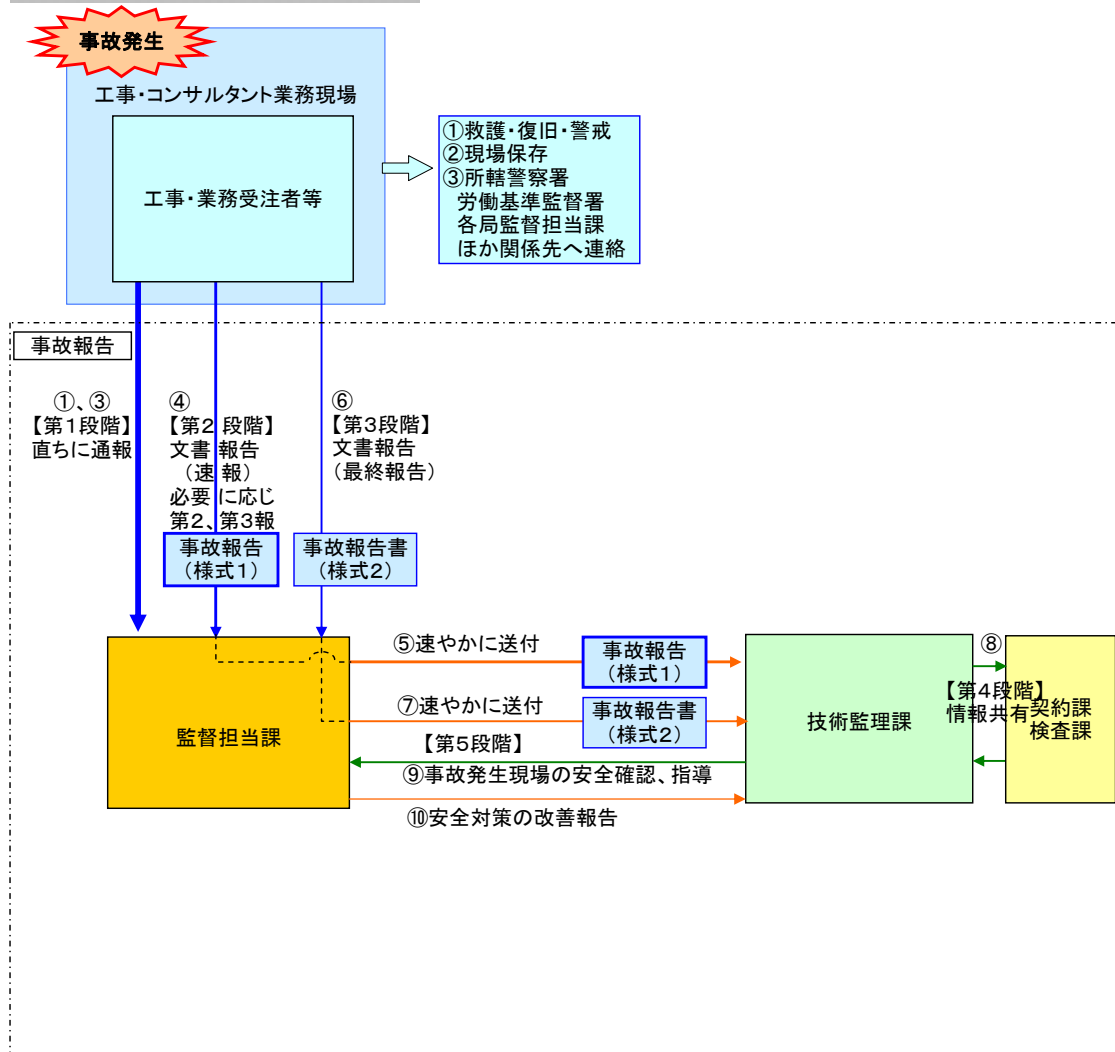 事故発生
工事・コンサルタント業務現場
工事・業務受注者等
①救護・復旧・警戒
②現場保存
③所轄警察署
労働基準監督署
各局監督担当課
ほか関係先へ連絡
事故報告
①、③
【第1段階】
直ちに通報
④
【第2段階】
文書報告
（速報）
必要に応じ
第2、第3報
⑥
【第3段階】
文書報告
（最終報告）
事故報告
（様式1）
事故報告書
（様式2）
監督担当課
⑤速やかに送付
事故報告
（様式1）
⑦速やかに送付
事故報告書
（様式2）
【第5段階】
⑨事故発生現場の安全確認、指導
⑩安全対策の改善報告
技術監理課
⑧
【第4段階】
情報共有
契約課
検査課